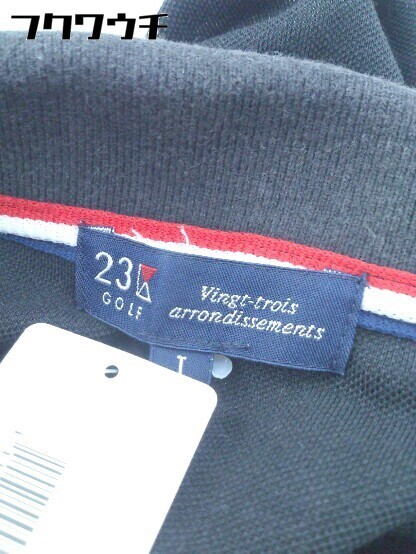 フクワウチ
23
GOLF
Vingt-trois
arrondissements
I